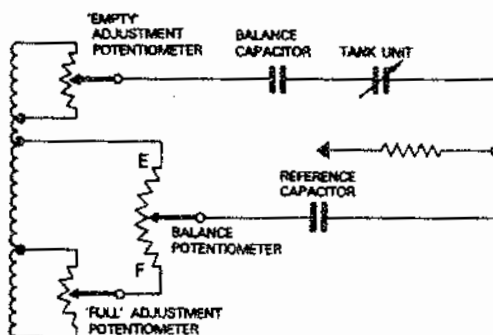 'EMPTY'
ADJUSTMENT
POTENTIOMETER
BALANCE
CAPACITOR
TANK UNIT
E
REFERENCE
CAPACITOR
BALANCE
POTENTIOMETER
F
'FULL' ADJUSTMENT
POTENTIOMETER